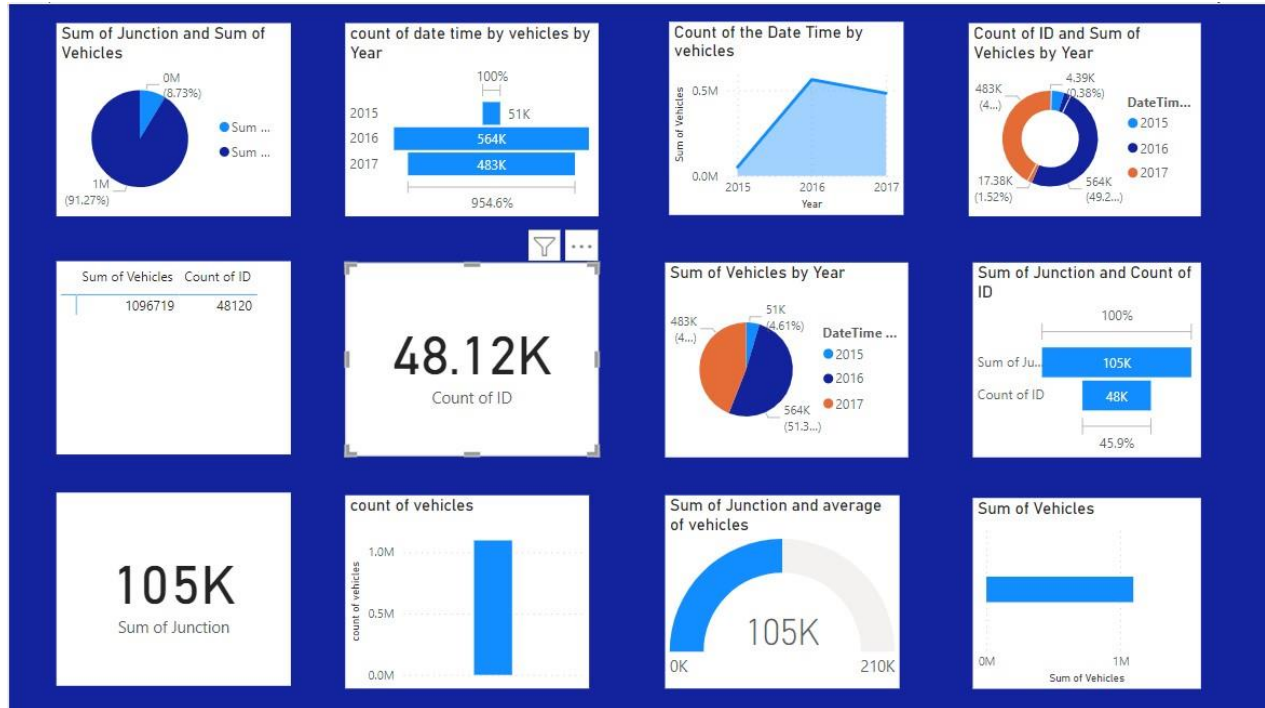 Sum of Junction and Sum of
Vehicles
0M
(8.73%)
Sum ...
Sum ...
1M
(91.27%)
count of date time by vehicles by
Year
100%
2015
51K
2016
564K
2017
483K
954.6%
Count of the Date Time by
vehicles
Sum of Vehicles
0.5M
0.0M
2015
2016
2017
Year
Count of ID and Sum of
Vehicles by Year
483K
(4...)
4.39K
(0.38%)
DateTim...
2015
2016
2017
17.38K
(1.52%)
564K
(49.2...)
Sum of Vehicles Count of ID
1096719 48120
48.12K
Count of ID
Sum of Vehicles by Year
51K
(4.61%)
483K
(4...)
DateTime ...
2015
2016
2017
564K
(51.3...)
Sum of Junction and Count of
ID
100%
Sum of Ju...
105K
Count of ID
48K
45.9%
105K
Sum of Junction
count of vehicles
count of vehicles
1.0M
0.5M
0.0M
Sum of Junction and average
of vehicles
105K
0K
210K
Sum of Vehicles
0M
1M
Sum of Vehicles